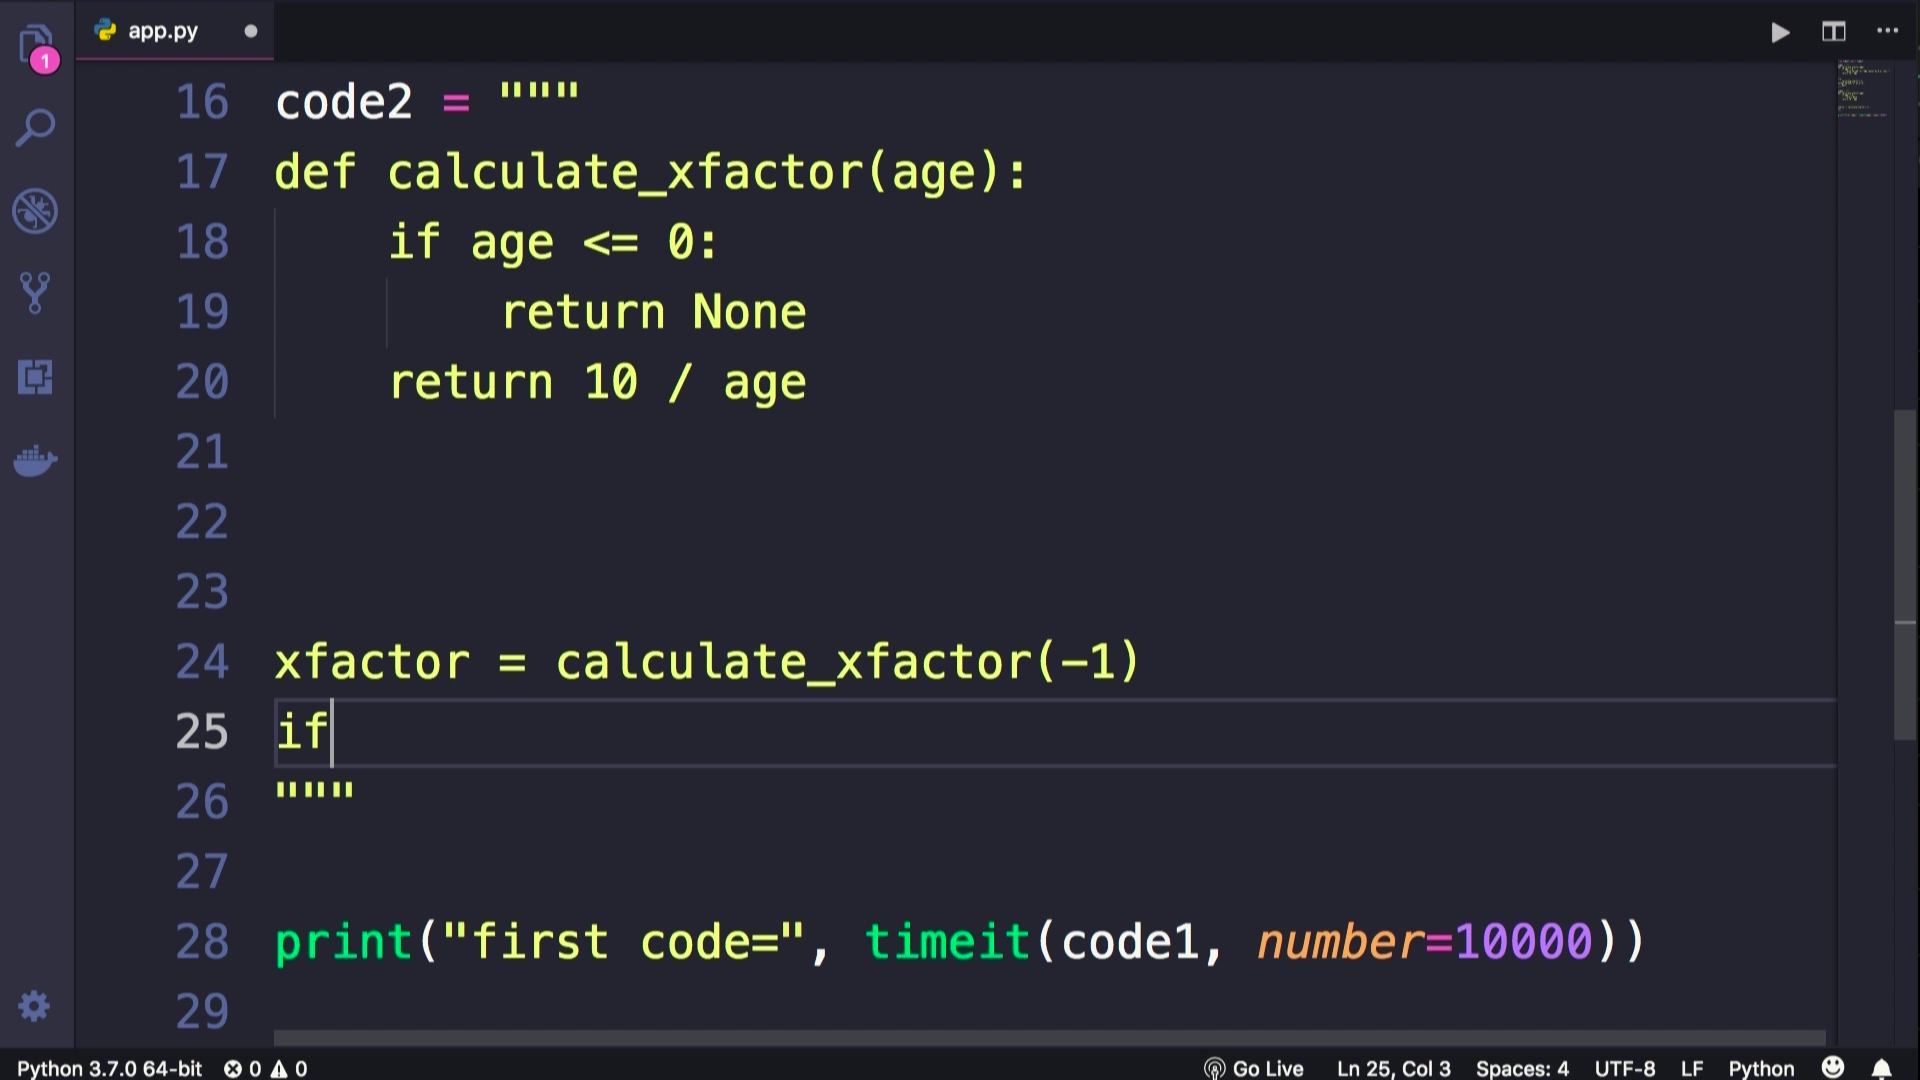 app.py
1
16 code2 = """
17 def calculate_xfactor(age):
18     if age <= 0:
19         return None
20     return 10 / age
21
22
23
24 xfactor = calculate_xfactor(-1)
25 if
26 """
27
28 print("first code=", timeit(code1, number=10000))
29
Python 3.7.0 64-bit 0 0 Go Live Ln 25, Col 3 Spaces: 4 UTF-8 LF Python